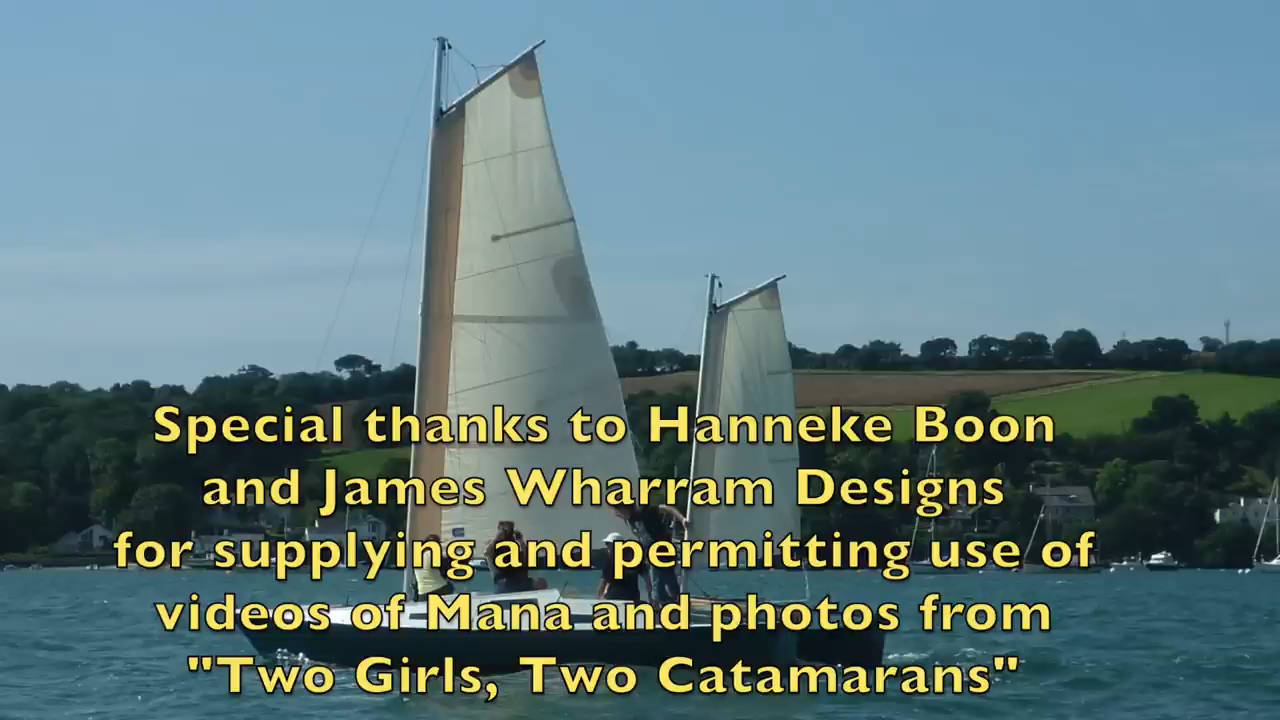 Special thanks to Hanneke Boon
and James Wharram Designs
for supplying and permitting use of
videos of Mana and photos from
"Two Girls, Two Catamarans"